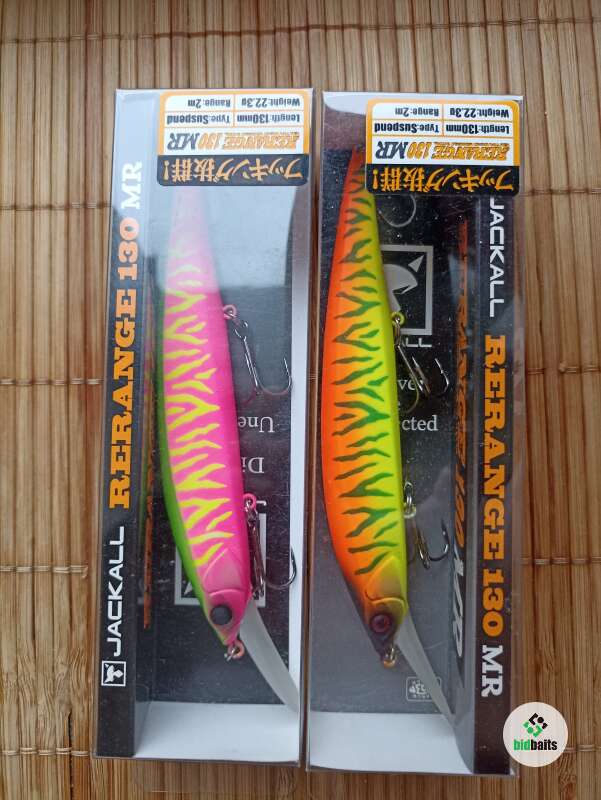 フッキング抜群!
RERANGE 130 MR
Length:130mm Type:Suspend
Weight:22.3g Range:2m
JACKALL RERANGE 130 MR
Une
Di
フッキング抜群!
RERANGE 130 MR
Length:130mm Type:Suspend
Weight:22.3g Range:2m
JACKALL RERANGE 130 MR
bidbaits